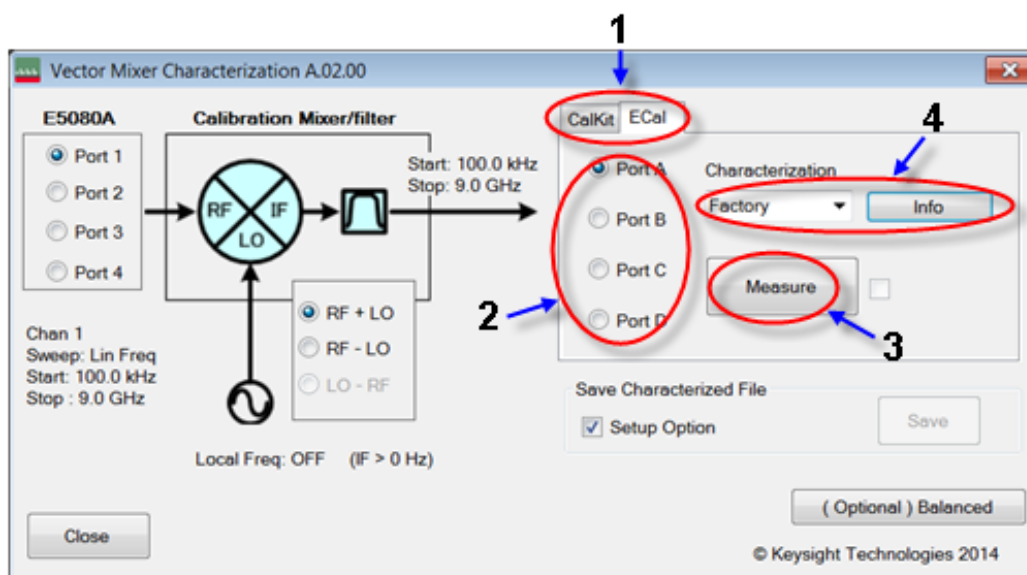 1
Vector Mixer Characterization A.02.00
E5080A
Port 1
Port 2
Port 3
Port 4
Chan 1
Sweep: Lin Freq
Start: 100.0 kHz
Stop : 9.0 GHz
Calibration Mixer/filter
RF IF
LO
Start: 100.0 kHz
Stop: 9.0 GHz
RF + LO
RF - LO
LO - RF
Local Freq: OFF (IF > 0 Hz)
CalKit ECal
Port A
Port B
Port C
Port D
2
4
Characterization
Factory Info
Measure
3
Save Characterized File
Setup Option Save
( Optional ) Balanced
Close
© Keysight Technologies 2014